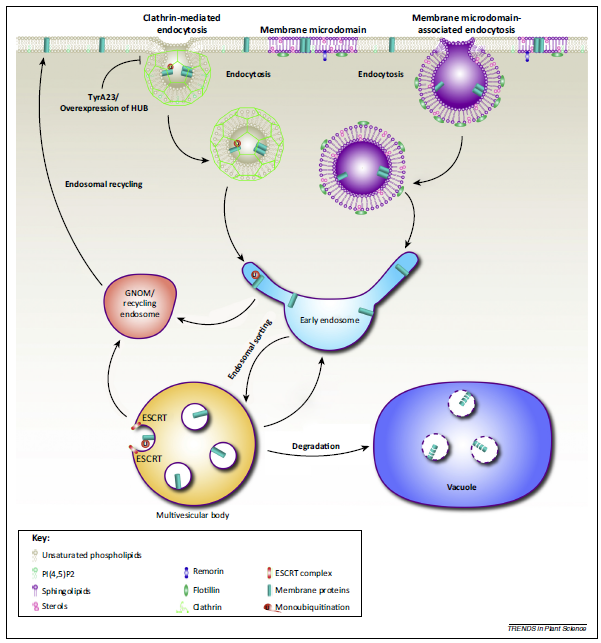 Clathrin-mediated
endocytosis
Membrane microdomain
Membrane microdomain-
associated endocytosis
Endocytosis
Endocytosis
TyrA23/
Overexpression of HUB
Endosomal recycling
GNOM/
recycling
endosome
Early endosome
Endosomal sorting
ESCRT
ESCRT
Degradation
Vacuole
Multivesicular body
Key:
Unsaturated phospholipids
PI(4,5)P2
Sphingolipids
Sterols
Remorin
Flotillin
Clathrin
ESCRT complex
Membrane proteins
Monoubiquitination
TRENDS in Plant Science